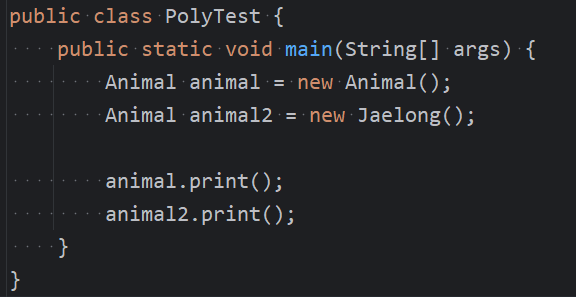 public class PolyTest {
    public static void main(String[] args) {
        Animal animal = new Animal();
        Animal animal2 = new Jaelong();

        animal.print();
        animal2.print();
    }
}